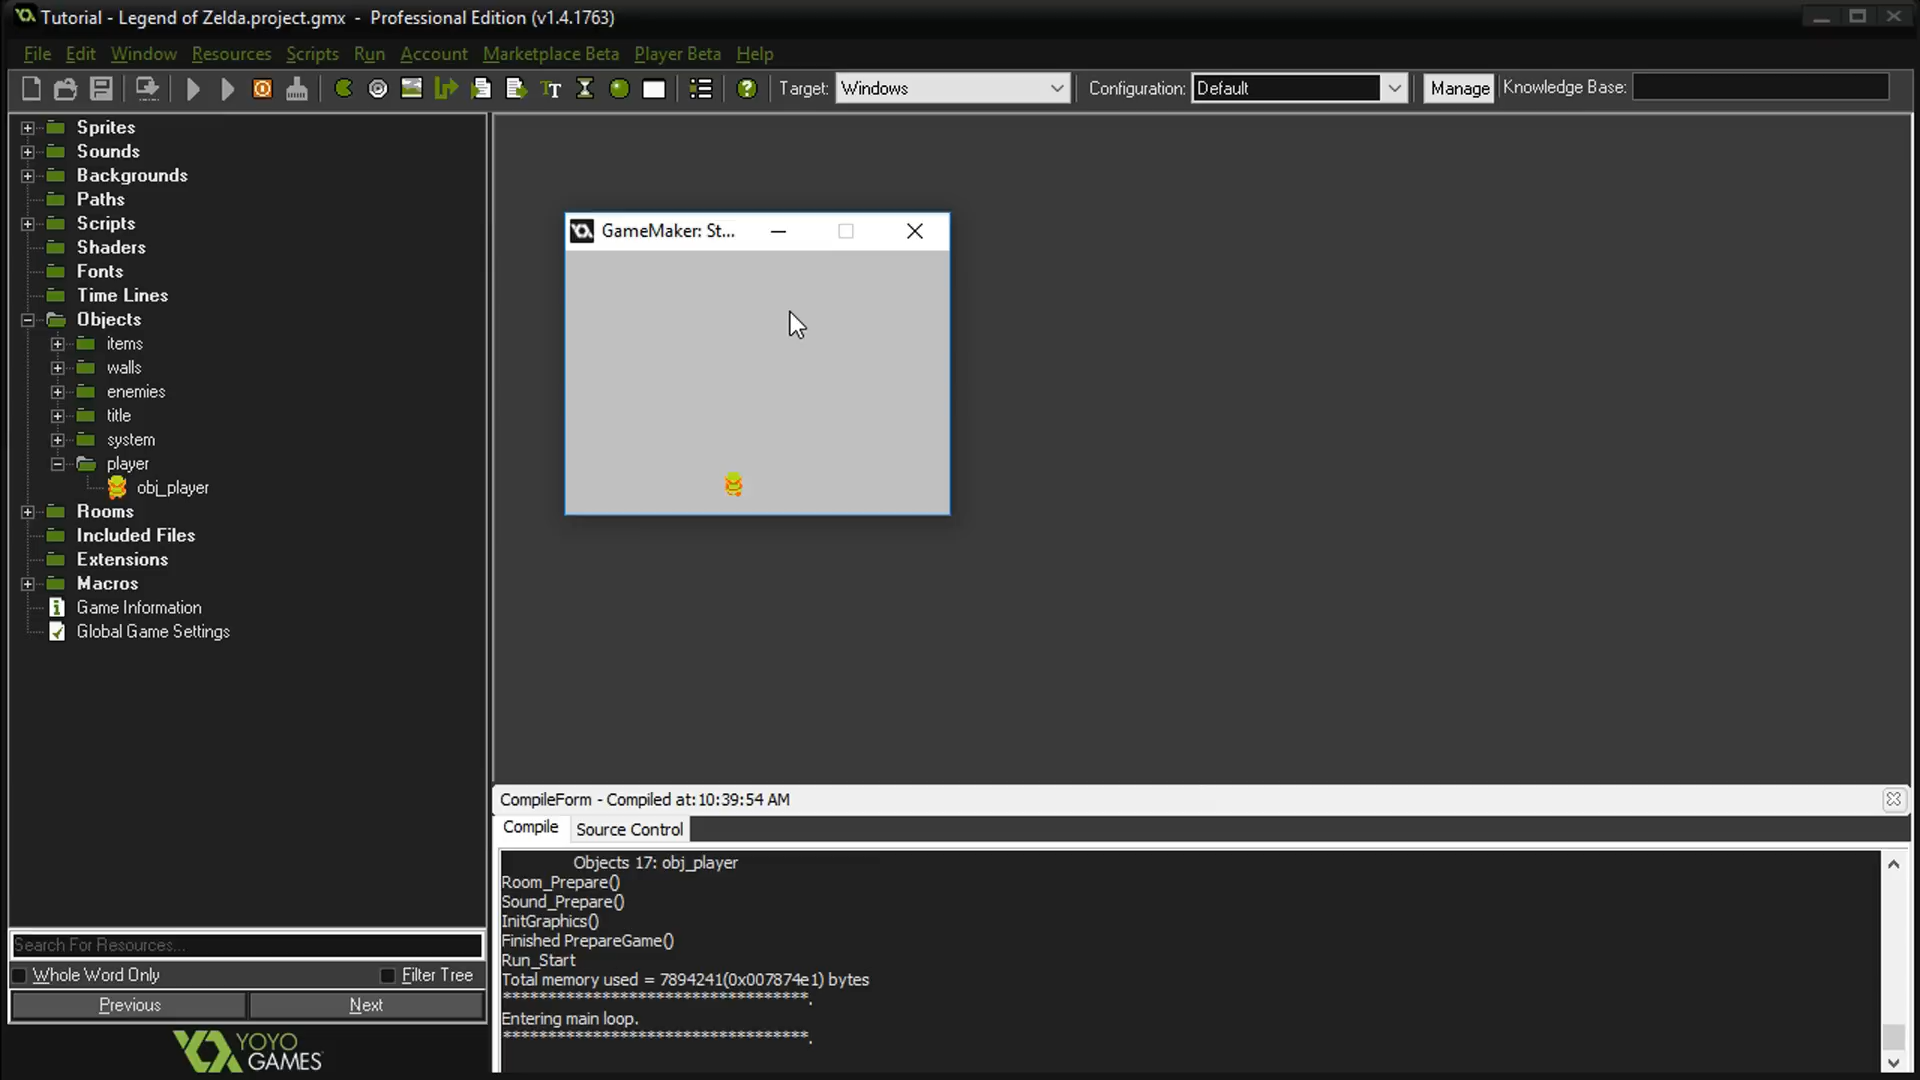 Tutorial - Legend of Zelda.project.gmx - Professional Edition (v1.4.1763)
File Edit Window Resources Scripts Run Account Marketplace Beta Player Beta Help
Target: Windows Configuration: Default Manage Knowledge Base:
Sprites
Sounds
Backgrounds
Paths
Scripts
Shaders
Fonts
Time Lines
Objects
items
walls
enemies
title
system
player
obj_player
Rooms
Included Files
Extensions
Macros
Game Information
Global Game Settings
Search For Resources...
Whole Word Only Filter Tree
Previous Next
YOYO
GAMES
GameMaker: St...
CompileForm - Compiled at:10:39:54 AM
Compile Source Control
Objects 17: obj_player
Room_Prepare()
Sound_Prepare()
InitGraphics()
Finished PrepareGame()
Run_Start
Total memory used = 7894241(0x007874e1) bytes
***********************************.
Entering main loop.
***********************************.